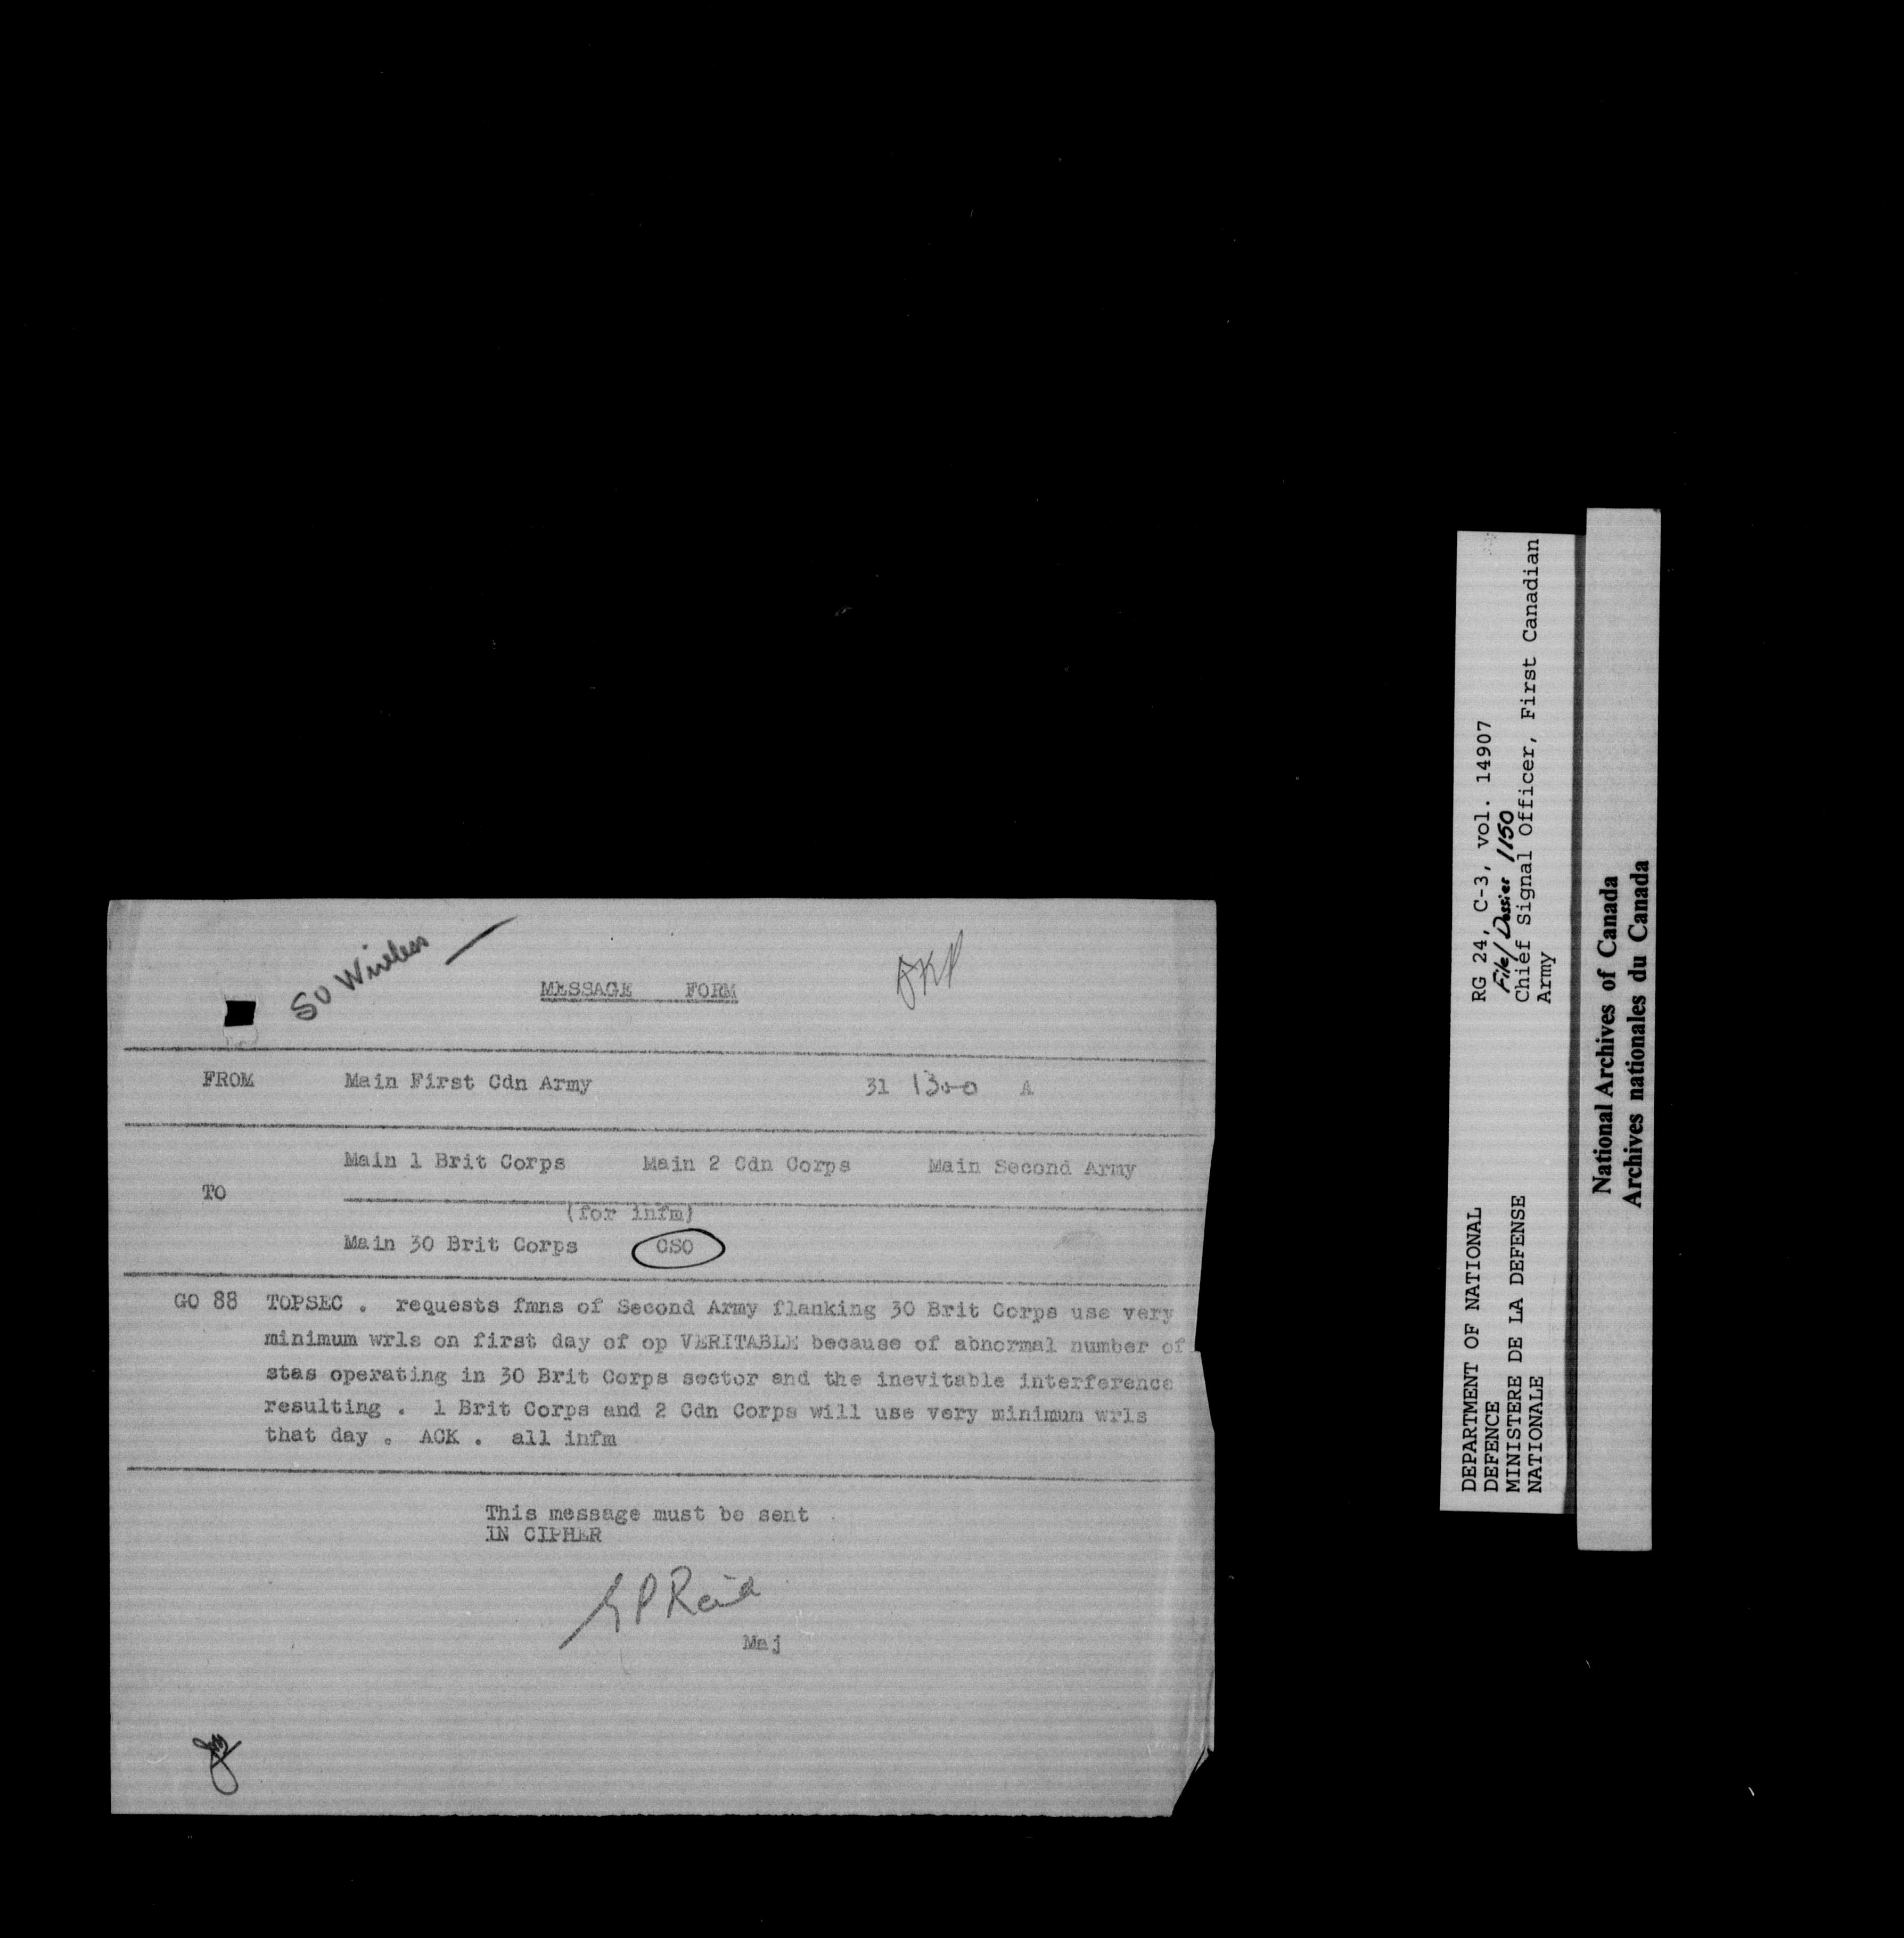 SO Wireless
MESSAGE FORM
FROM Main First Cdn Army 31 1300 A
Main 1 Brit Corps Main 2 Cdn Corps Main Second Army
TO
(for infm)
Main 30 Brit Corps CSO
GO 88 TOPSEC . requests fmns of Second Army flanking 30 Brit Corps use very
minimum wrls on first day of op VERITABLE because of abnormal number of
stas operating in 30 Brit Corps sector and the inevitable interference
resulting . 1 Brit Corps and 2 Cdn Corps will use very minimum wrls
that day . ACK . all infm
This message must be sent
IN CIPHER
Maj
DEPARTMENT OF NATIONAL
DEFENCE
MINISTERE DE LA DEFENSE
NATIONALE
RG 24, C-3, vol. 14907
File/Dossier 1150
Chief Signal Officer, First Canadian
Army
National Archives of Canada
Archives nationales du Canada